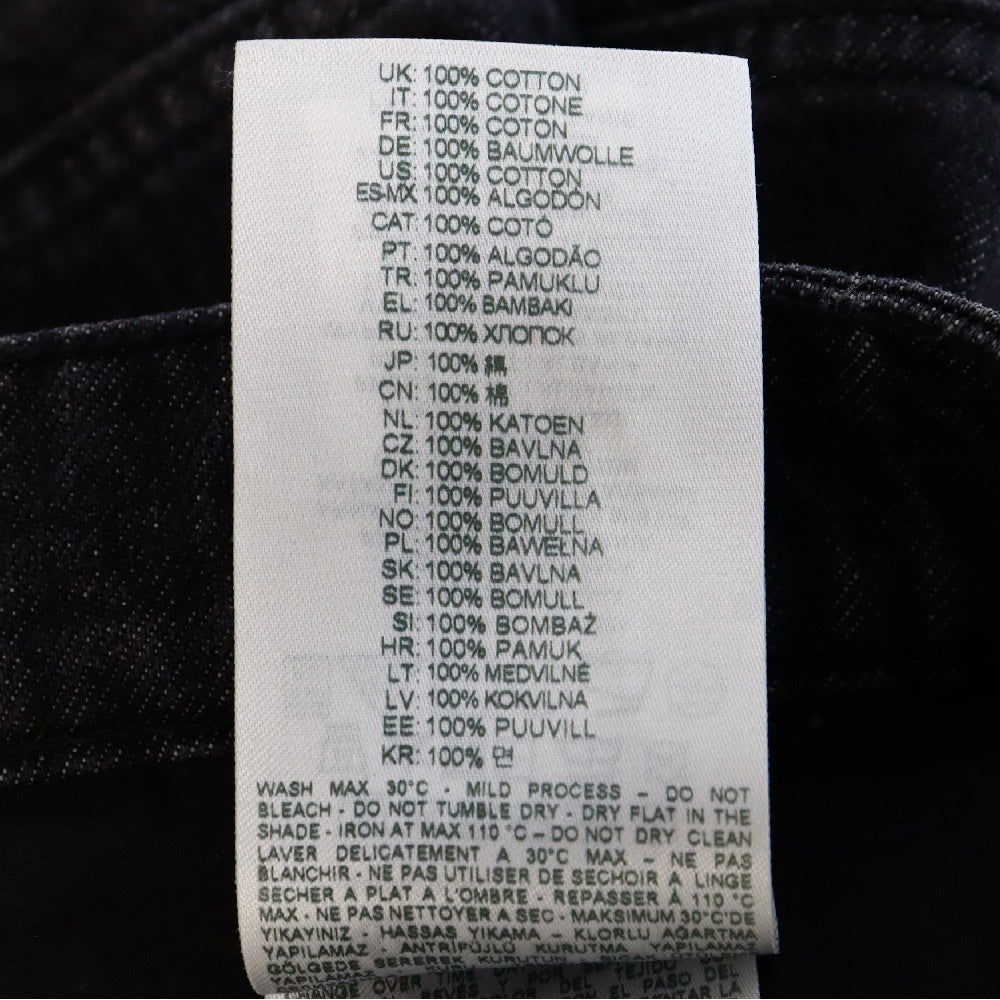 UK: 100% COTTON
IT: 100% COTONE
FR: 100% COTON
DE: 100% BAUMWOLLE
US: 100% COTTON
ES-MX 100% ALGODÓN
CAT: 100% COTÓ
PT: 100% ALGODÃO
TR: 100% PAMUKLU
EL: 100% BAMBAKI
RU: 100% ХЛОПОК
JP: 100% 綿
CN: 100% 棉
NL: 100% KATOEN
CZ: 100% BAVLNA
DK: 100% BOMULD
FI: 100% PUUVILLA
NO: 100% BOMULL
PL: 100% BAWEŁNA
SK: 100% BAVLNA
SE: 100% BOMULL
SI: 100% BOMBAŽ
HR: 100% PAMUK
LT: 100% MEDVILNĖ
LV: 100% KOKVILNA
EE: 100% PUUVILL
KR: 100% 면
WASH MAX 30°C - MILD PROCESS – DO NOT
BLEACH - DO NOT TUMBLE DRY - DRY FLAT IN THE
SHADE - IRON AT MAX 110 °C – DO NOT DRY CLEAN
LAVER DELICATEMENT A 30°C MAX – NE PAS
BLANCHIR - NE PAS UTILISER DE SECHOIR A LINGE
SECHER A PLAT A L'OMBRE - REPASSER À 110 °C
MAX - NE PAS NETTOYER A SEC - MAKSIMUM 30°C'DE
YIKAYINIZ - HASSAS YIKAMA – KLORLU AĞARTMA
YAPILAMAZ - ANTRİFÜJLÜ KURUTMA YAPILAMAZ
GÖLGEDE SEREREK KURUTUN -
YAPILAMAZ -
CHANGE OVER TIME